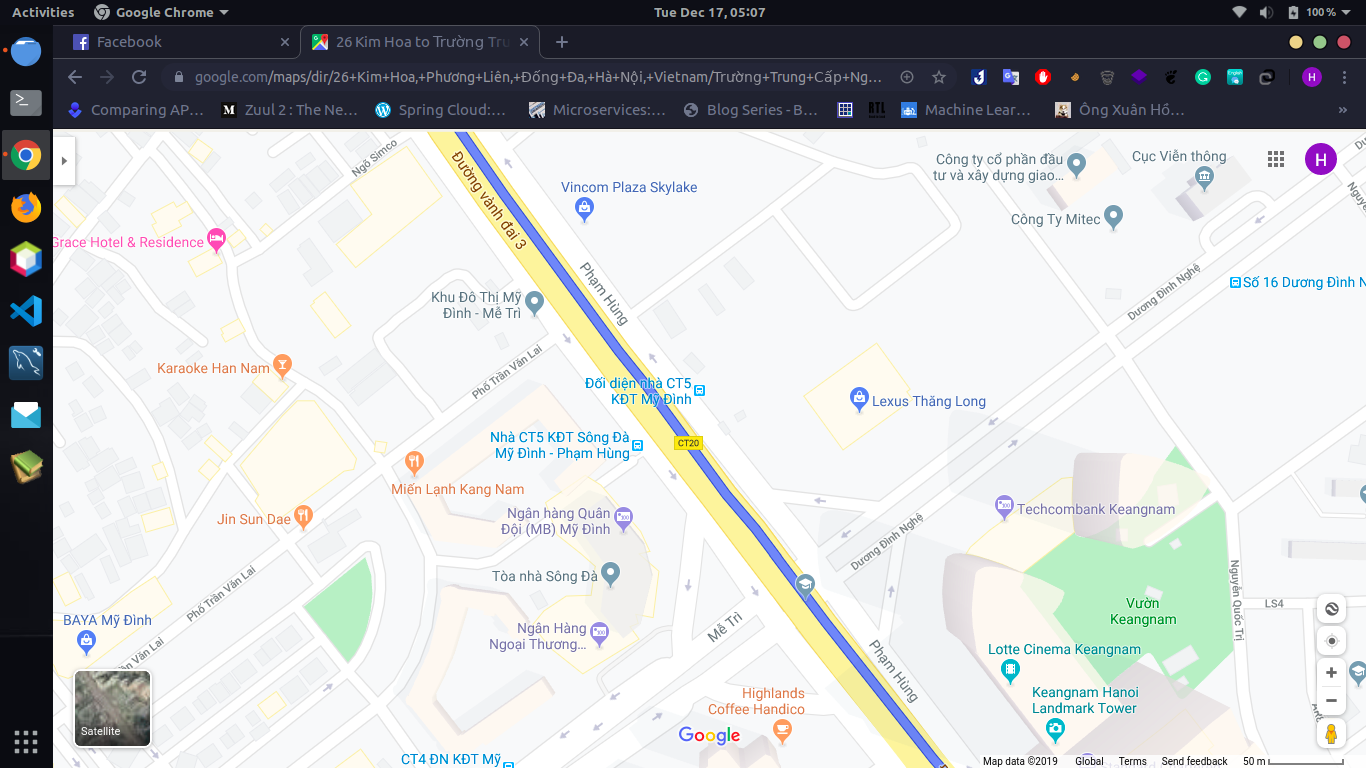 Activities
Google Chrome
Tue Dec 17, 05:07
100 %
Facebook
26 Kim Hoa to Trường Tru
google.com/maps/dir/26+Kim+Hoa,+Phương+Liên,+Đống+Đa,+Hà+Nội,+Vietnam/Trường+Trung+Cấp+Ng...
H
Comparing AP...
Zuul 2 : The Ne...
Spring Cloud:...
Microservices:...
Blog Series - B...
BTL
Machine Lear...
Ông Xuân Hồ...
»
Ngõ Simco
Đường vành đai 3
Vincom Plaza Skylake
Công ty cổ phần đầu
tư và xây dựng giao...
Cục Viễn thông
H
Công Ty Mitec
Grace Hotel & Residence
Phạm Hùng
Dương Đình Nghệ
Số 16 Dương Đình N
Khu Đô Thị Mỹ
Đình - Mễ Trì
Karaoke Han Nam
Phố Trần Văn Lai
Đối diện nhà CT5
KĐT Mỹ Đình
Lexus Thăng Long
CT20
Nhà CT5 KĐT Sông Đà
Mỹ Đình - Phạm Hùng
Miến Lạnh Kang Nam
Jin Sun Dae
Ngân hàng Quân
Đội (MB) Mỹ Đình
Techcombank Keangnam
Dương Đình Nghệ
Tòa nhà Sông Đà
Phố Trần Văn Lai
Nguyễn Quốc Trị
LS4
Vườn
Keangnam
BAYA Mỹ Đình
Ngân Hàng
Ngoại Thương...
Mễ Trì
Phạm Hùng
Lotte Cinema Keangnam
Phố Trần Văn Lai
Keangnam Hanoi
Landmark Tower
Highlands
Coffee Handico
Satellite
Google
CT4 ĐN KĐT Mỹ
Map data ©2019
Global
Terms
Send feedback
50 m